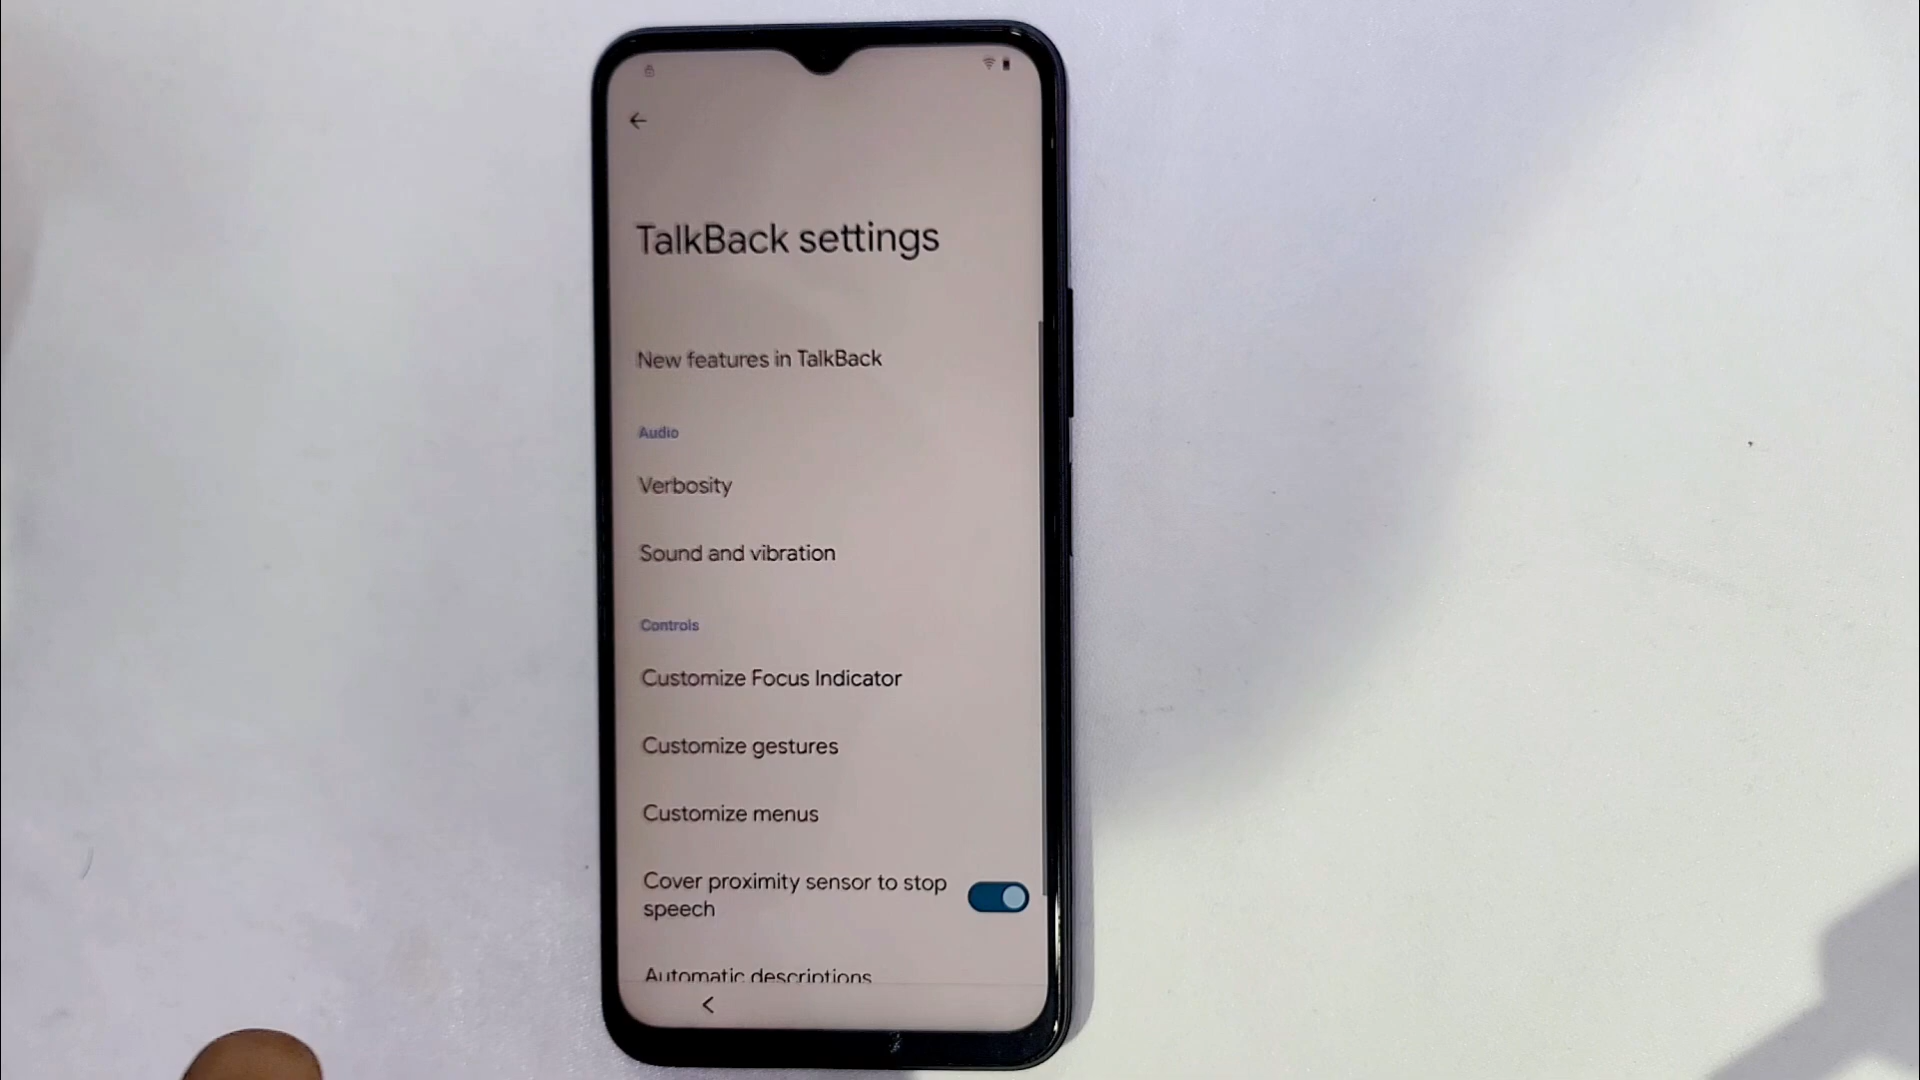 TalkBack settings
New features in TalkBack
Audio
Verbosity
Sound and vibration
Controls
Customize Focus Indicator
Customize gestures
Customize menus
Cover proximity sensor to stop
speech
Automatic descriptions